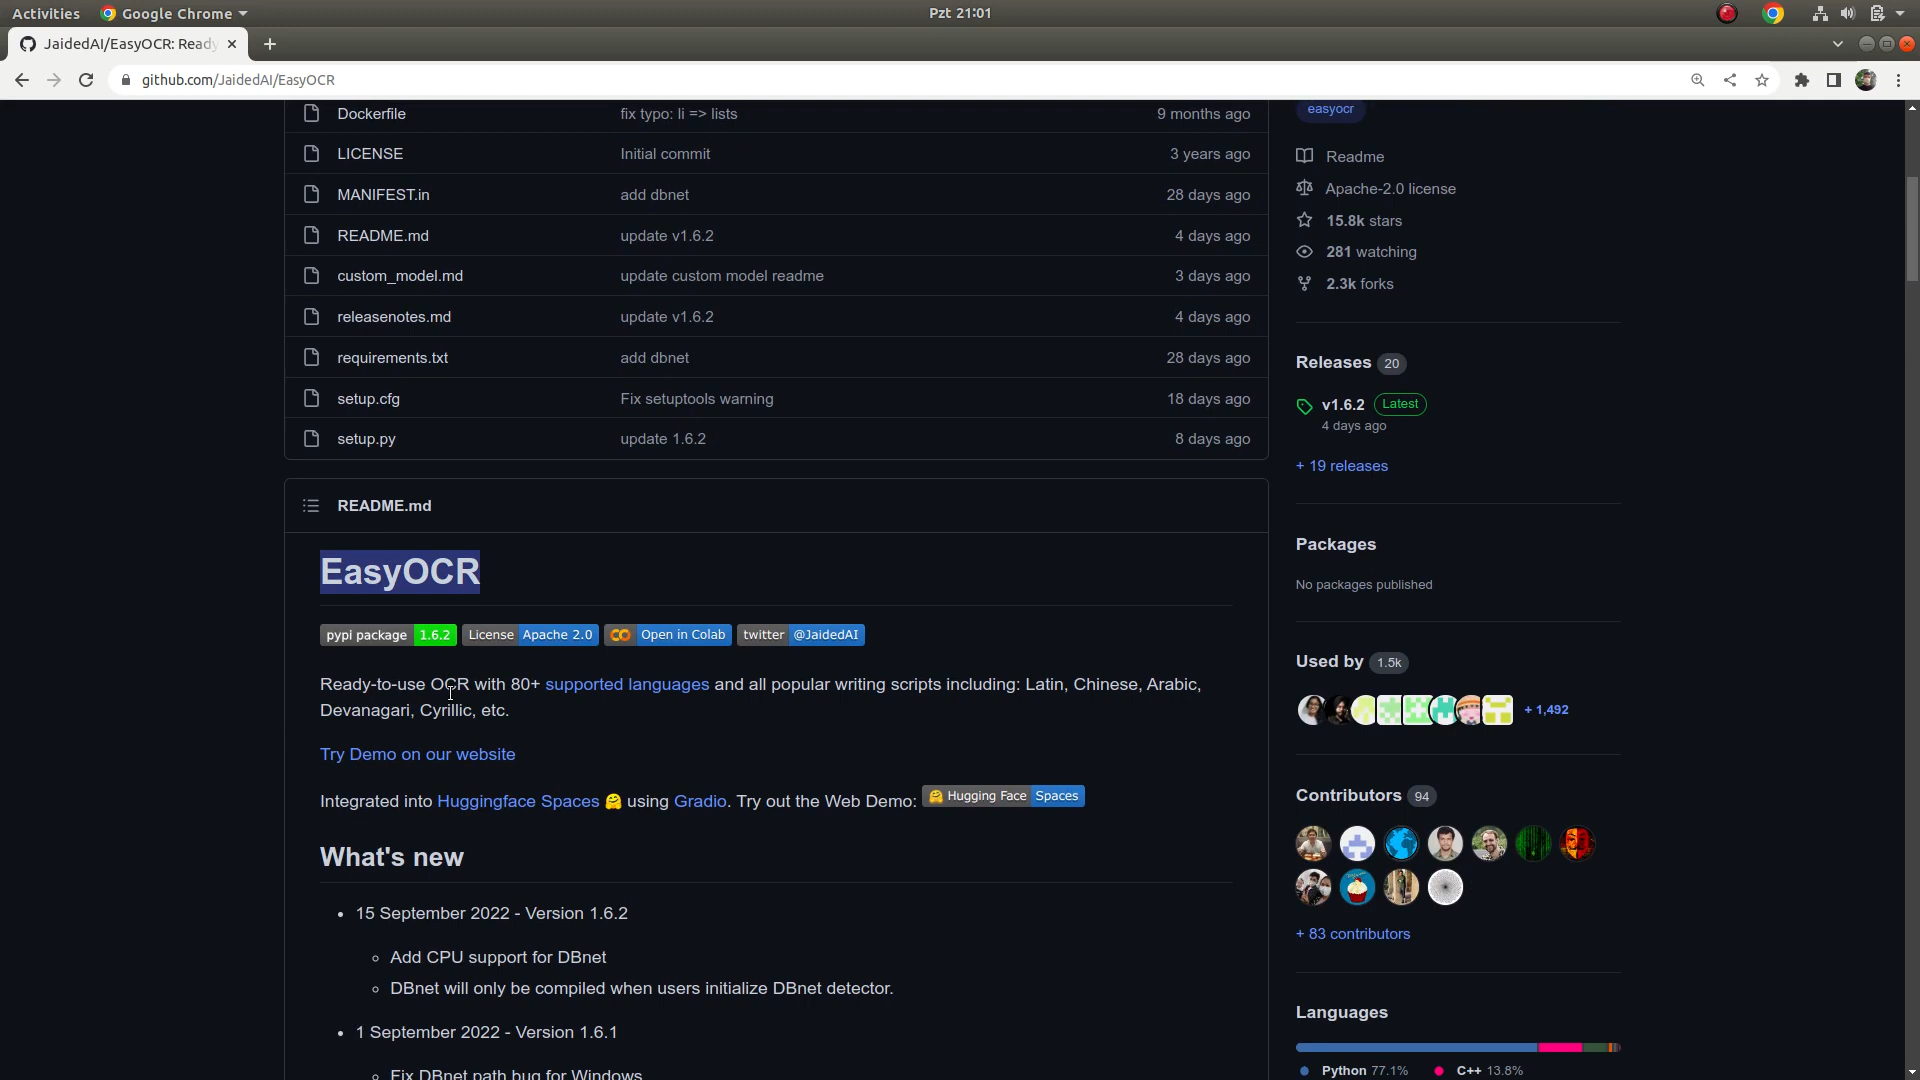 Activities Google Chrome Pzt 21:01
JaidedAI/EasyOCR: Ready
github.com/JaidedAI/EasyOCR
Dockerfile fix typo: li => lists 9 months ago
LICENSE Initial commit 3 years ago
MANIFEST.in add dbnet 28 days ago
README.md update v1.6.2 4 days ago
custom_model.md update custom model readme 3 days ago
releasenotes.md update v1.6.2 4 days ago
requirements.txt add dbnet 28 days ago
setup.cfg Fix setuptools warning 18 days ago
setup.py update 1.6.2 8 days ago
README.md
EasyOCR
pypi package 1.6.2 License Apache 2.0 Open in Colab twitter @JaidedAI
Ready-to-use OCR with 80+ supported languages and all popular writing scripts including: Latin, Chinese, Arabic,
Devanagari, Cyrillic, etc.
Try Demo on our website
Integrated into Huggingface Spaces 🤗 using Gradio. Try out the Web Demo: 🤗 Hugging Face Spaces
What's new
• 15 September 2022 - Version 1.6.2
◦ Add CPU support for DBnet
◦ DBnet will only be compiled when users initialize DBnet detector.
• 1 September 2022 - Version 1.6.1
◦ Fix DBnet path bug for Windows
easyocr
Readme
Apache-2.0 license
15.8k stars
281 watching
2.3k forks
Releases 20
v1.6.2 Latest
4 days ago
+ 19 releases
Packages
No packages published
Used by 1.5k
+ 1,492
Contributors 94
+ 83 contributors
Languages
Python 77.1% C++ 13.8%